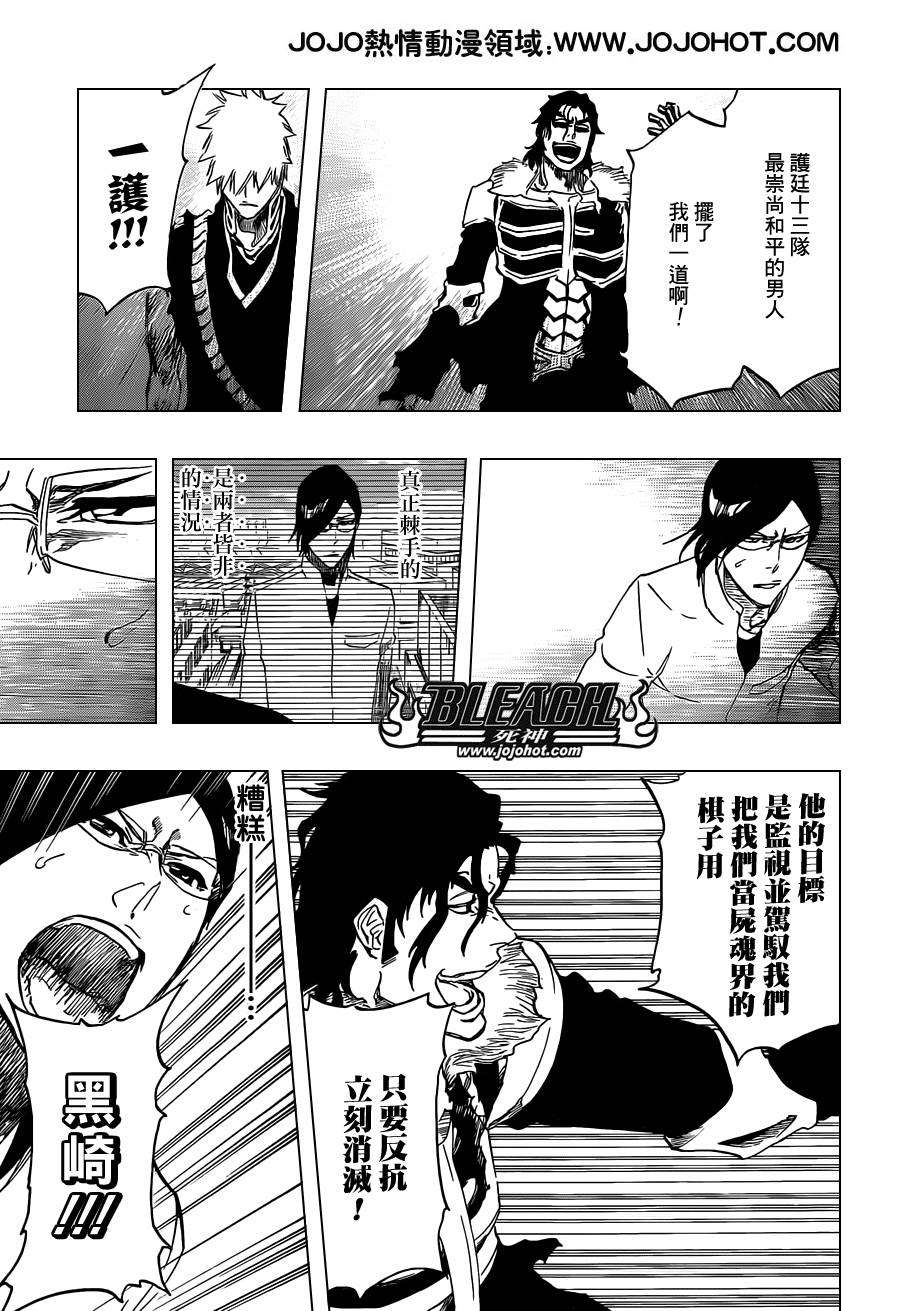 JOJO熱情動漫領域:WWW.JOJOHOT.COM
護廷十三隊
最崇尚和平的男人
擺了
我們一道啊！
一護!!!
真正棘手的
是兩者皆非
的情況
BLEACH
死神
www.jojohot.com
他的目標
是監視並駕馭我們
把我們當屍魂界的
棋子用
只要反抗
立刻消滅！
糟糕……
黑崎!!!